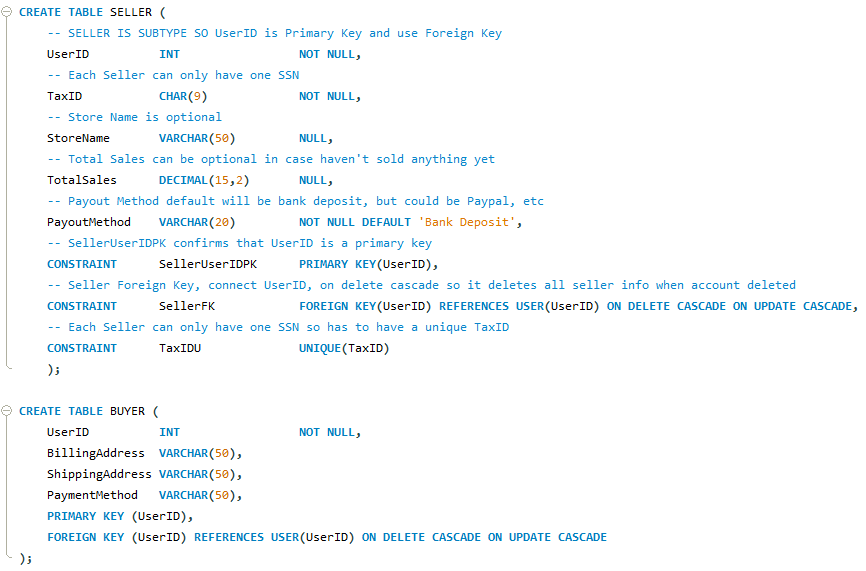 CREATE TABLE SELLER (
-- SELLER IS SUBTYPE SO UserID is Primary Key and use Foreign Key
UserID INT NOT NULL,
-- Each Seller can only have one SSN
TaxID CHAR(9) NOT NULL,
-- Store Name is optional
StoreName VARCHAR(50) NULL,
-- Total Sales can be optional in case haven't sold anything yet
TotalSales DECIMAL(15,2) NULL,
-- Payout Method default will be bank deposit, but could be Paypal, etc
PayoutMethod VARCHAR(20) NOT NULL DEFAULT 'Bank Deposit',
-- SellerUserIDPK confirms that UserID is a primary key
CONSTRAINT SellerUserIDPK PRIMARY KEY(UserID),
-- Seller Foreign Key, connect UserID, on delete cascade so it deletes all seller info when account deleted
CONSTRAINT SellerFK FOREIGN KEY(UserID) REFERENCES USER(UserID) ON DELETE CASCADE ON UPDATE CASCADE,
-- Each Seller can only have one SSN so has to have a unique TaxID
CONSTRAINT TaxIDU UNIQUE(TaxID)
);
CREATE TABLE BUYER (
UserID INT NOT NULL,
BillingAddress VARCHAR(50),
ShippingAddress VARCHAR(50),
PaymentMethod VARCHAR(50),
PRIMARY KEY (UserID),
FOREIGN KEY (UserID) REFERENCES USER(UserID) ON DELETE CASCADE ON UPDATE CASCADE
);